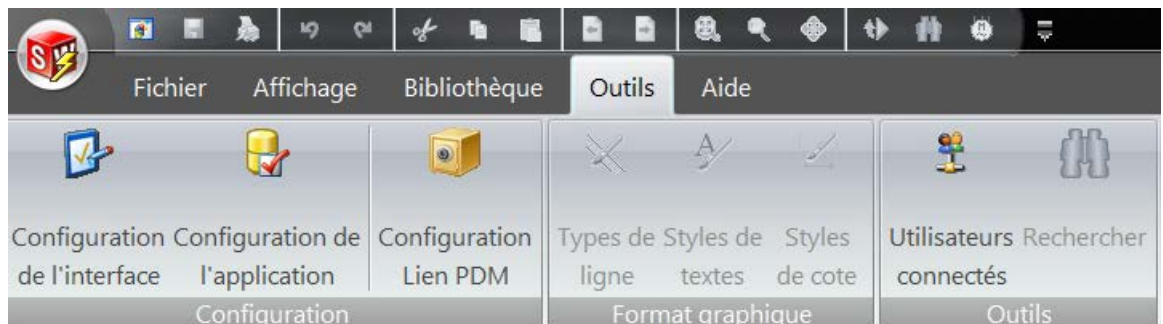 Fichier Affichage Bibliothèque Outils Aide
Configuration de l'interface
Configuration de l'application
Configuration Lien PDM
Types de ligne
Styles de textes
Styles de cote
Utilisateurs connectés
Rechercher
Configuration
Format graphique
Outils